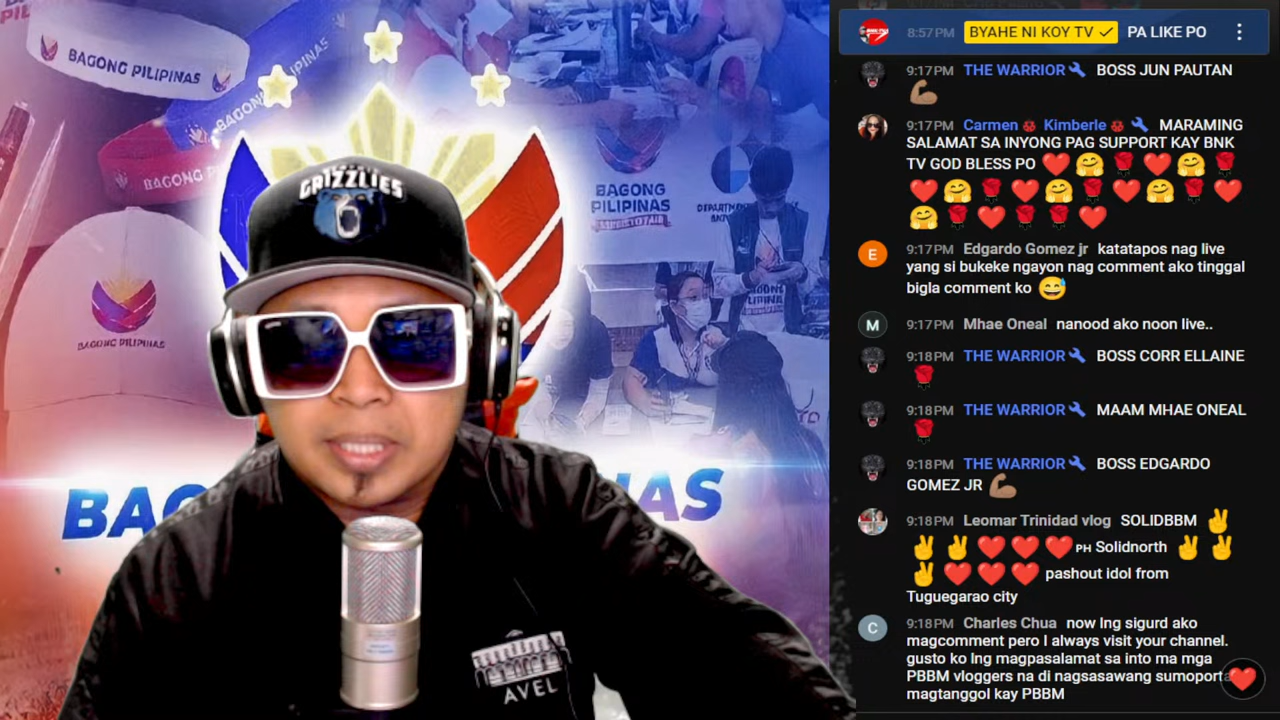 BAGONG PILIPINAS
BAGONG
BAGONG
BAGONG PILIPINAS
BAGONG
PILIPINAS
GRIZZLIES
AVEL
8:57 PM BYAHE NI KOY TV PA LIKE PO
9:17 PM THE WARRIOR BOSS JUN PAUTAN
💪🏽
9:17 PM Carmen 🐞 Kimberle 🐞 MARAMING
SALAMAT SA INYONG PAG SUPPORT KAY BNK
TV GOD BLESS PO ❤️🤗🌹❤️🤗🌹
❤️🤗🌹❤️🤗🌹❤️🤗🌹❤️
🤗🌹❤️🌹🌹❤️
E
9:17 PM Edgardo Gomez jr katatapos nag live
yang si bukeke ngayon nag comment ako tinggal
bigla comment ko 😅
M
9:17 PM Mhae Oneal nanood ako noon live..
9:18 PM THE WARRIOR BOSS CORR ELLAINE
🌹
9:18 PM THE WARRIOR MAAM MHAE ONEAL
🌹
9:18 PM THE WARRIOR BOSS EDGARDO
GOMEZ JR 💪🏽
9:18 PM Leomar Trinidad vlog SOLIDBBM ✌️
✌️✌️❤️❤️❤️ PH Solidnorth ✌️✌️
✌️❤️❤️❤️ pashout idol from
Tuguegarao city
C
9:18 PM Charles Chua now lng sigurd ako
magcomment pero I always visit your channel.
gusto ko lng magpasalamat sa into ma mga
PBBM vloggers na di nagsasawang sumoporta
magtanggol kay PBBM